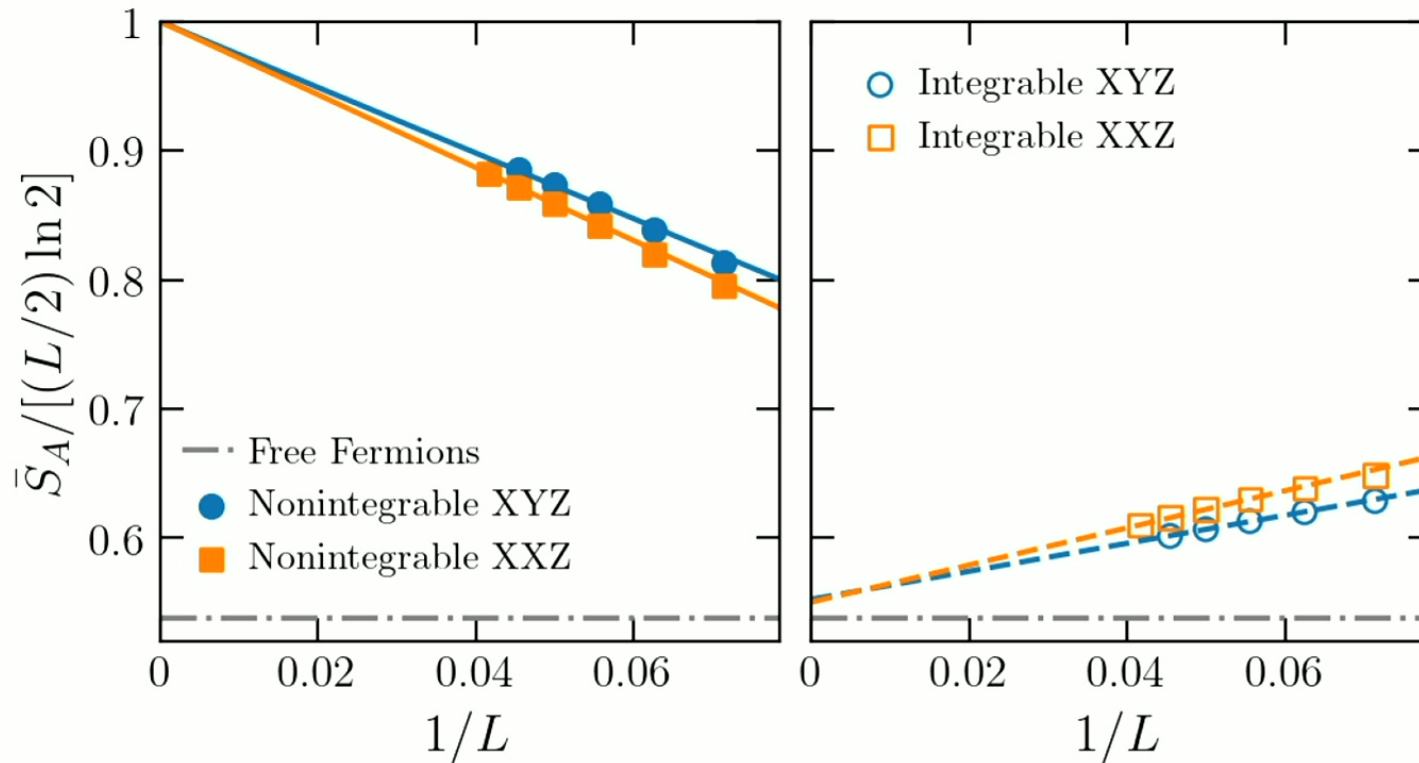 1
0.9
0.8
0.7
0.6
S̄_A/[(L/2) ln 2]
Free Fermions
Nonintegrable XYZ
Nonintegrable XXZ
0
0.02
0.04
0.06
1/L
Integrable XYZ
Integrable XXZ
0
0.02
0.04
0.06
1/L